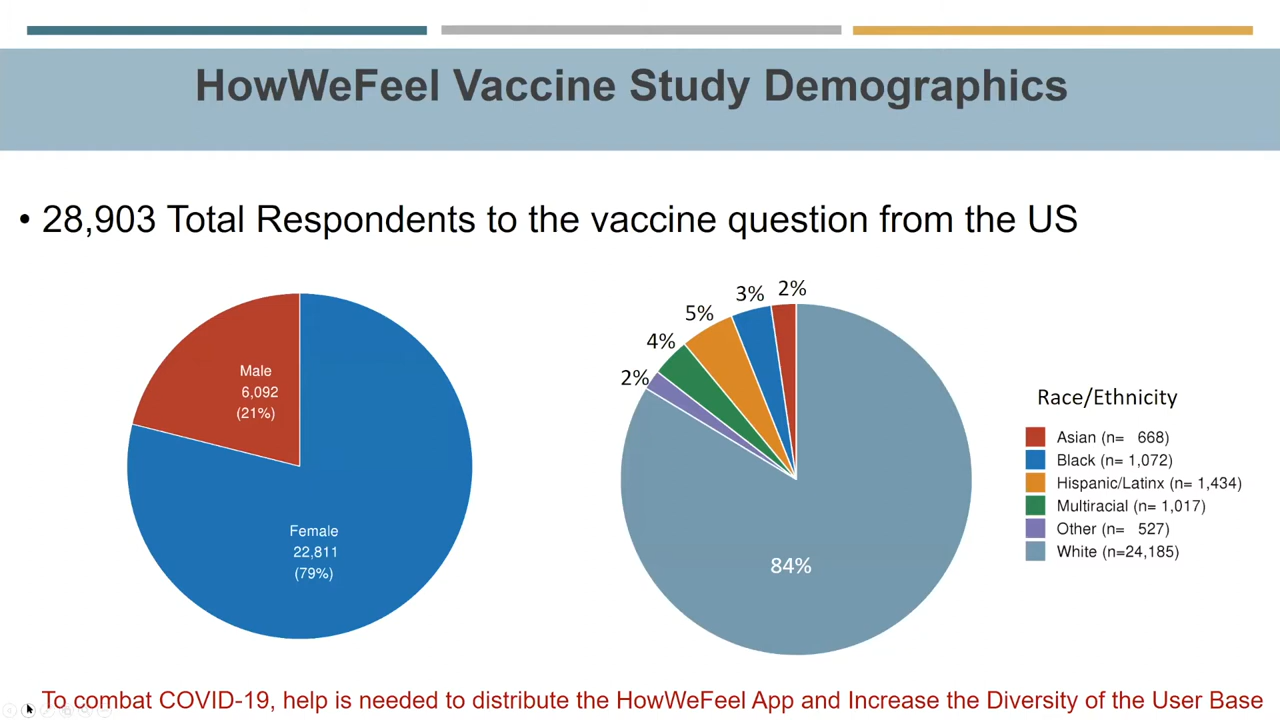 HowWeFeel Vaccine Study Demographics
• 28,903 Total Respondents to the vaccine question from the US
Male
6,092
(21%)
Female
22,811
(79%)
2%
4%
5%
3%
2%
84%
Race/Ethnicity
Asian (n= 668)
Black (n= 1,072)
Hispanic/Latinx (n= 1,434)
Multiracial (n= 1,017)
Other (n= 527)
White (n=24,185)
To combat COVID-19, help is needed to distribute the HowWeFeel App and Increase the Diversity of the User Base